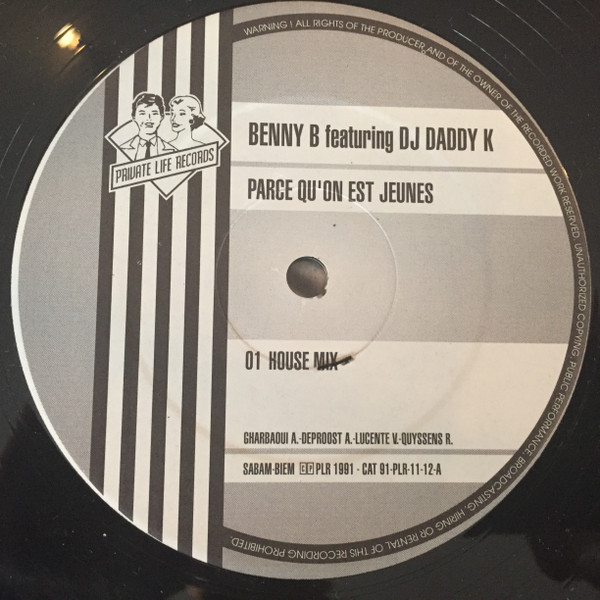 WARNING ! ALL RIGHTS OF THE PRODUCER AND OF THE OWNER OF THE RECORDED WORK RESERVED. UNAUTHORIZED COPYING, PUBLIC PERFORMANCE, BROADCASTING, HIRING OR RENTAL OF THIS RECORDING PROHIBITED.
PRIVATE LIFE RECORDS
BENNY B featuring DJ DADDY K
PARCE QU'ON EST JEUNES
01 HOUSE MIX
GHARBAOUI A.-DEPROOST A.-LUCENTE V.-QUYSSENS R.
SABAM-BIEM ©℗ PLR 1991 - CAT 91-PLR-11-12-A